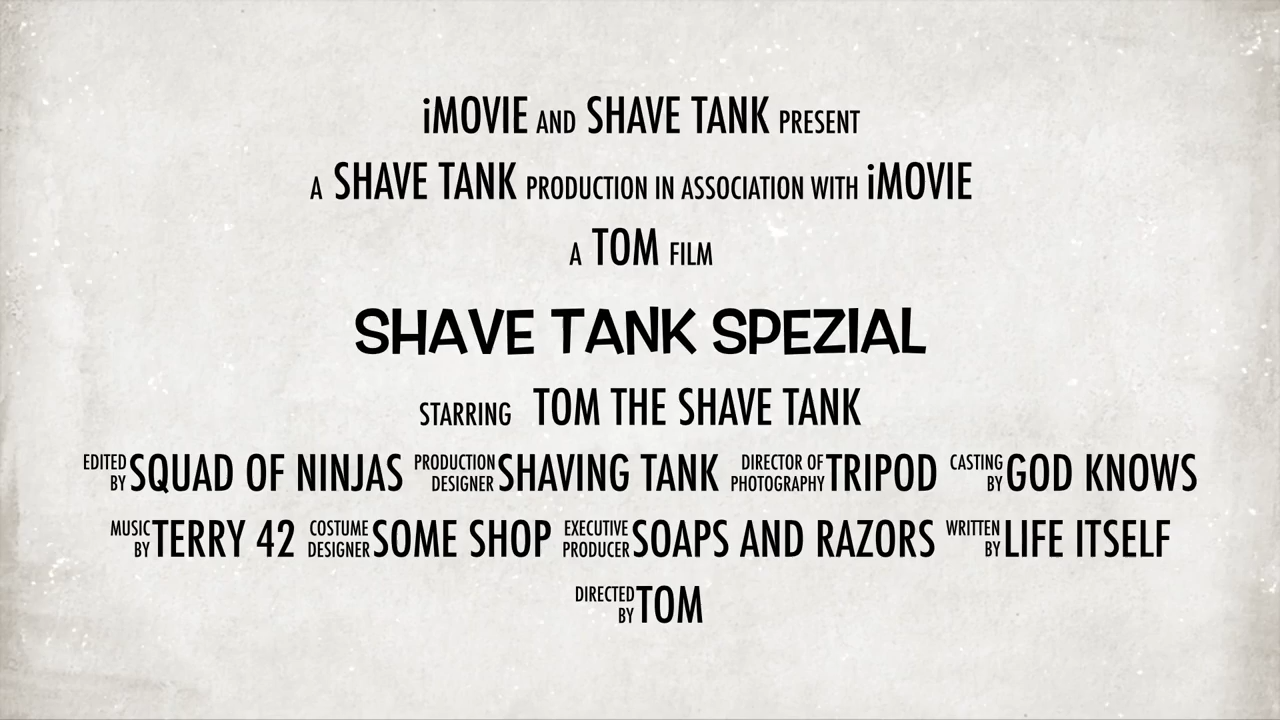 iMOVIE AND SHAVE TANK PRESENT
A SHAVE TANK PRODUCTION IN ASSOCIATION WITH iMOVIE
A TOM FILM
SHAVE TANK SPEZIAL
STARRING TOM THE SHAVE TANK
EDITED BY SQUAD OF NINJAS PRODUCTION DESIGNER SHAVING TANK DIRECTOR OF PHOTOGRAPHY TRIPOD CASTING BY GOD KNOWS
MUSIC BY TERRY 42 COSTUME DESIGNER SOME SHOP EXECUTIVE PRODUCER SOAPS AND RAZORS WRITTEN BY LIFE ITSELF
DIRECTED BY TOM